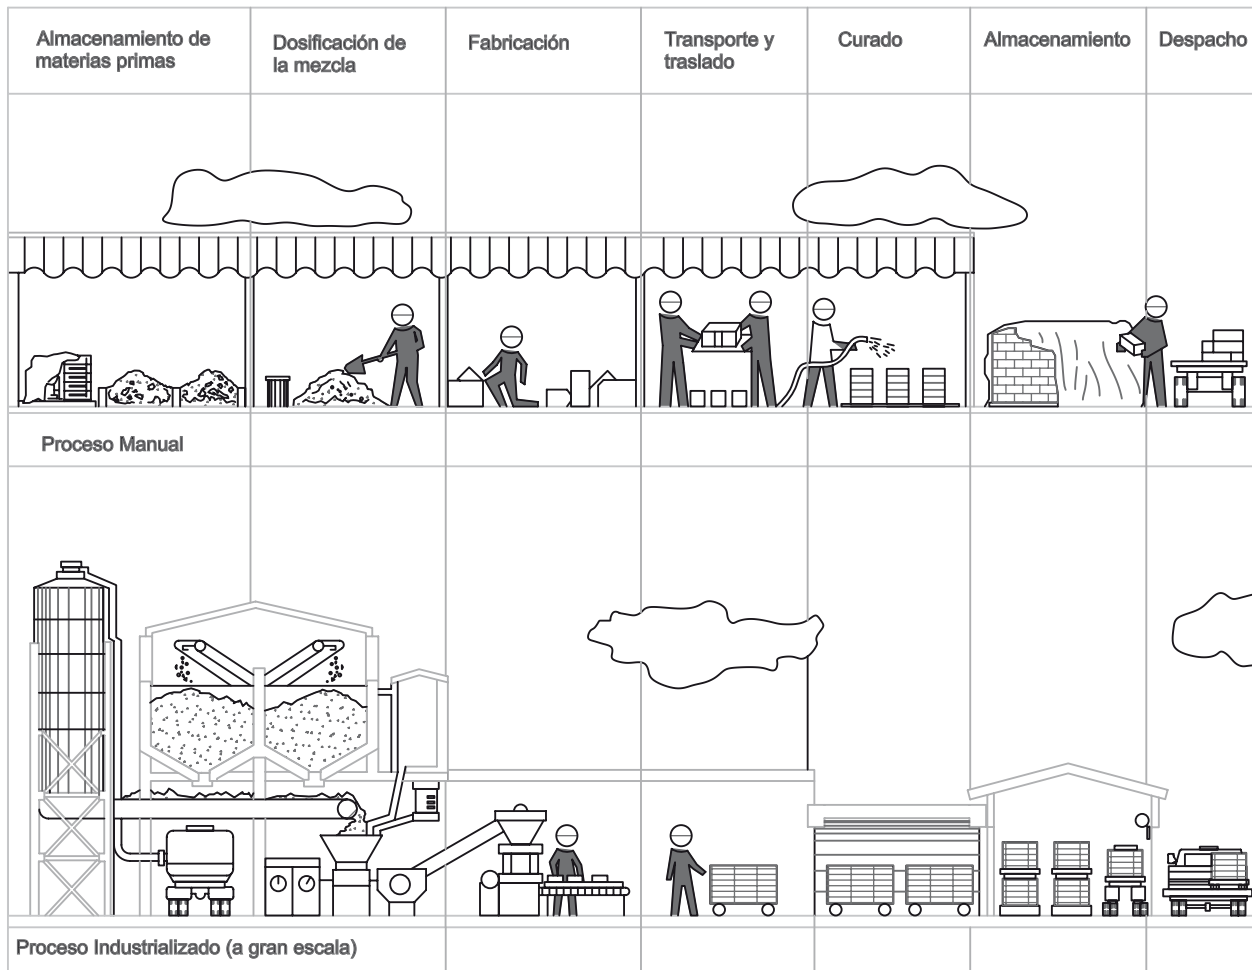 Almacenamiento de
materias primas
Dosificación de
la mezcla
Fabricación
Transporte y
traslado
Curado
Almacenamiento
Despacho
Proceso Manual
Proceso Industrializado (a gran escala)